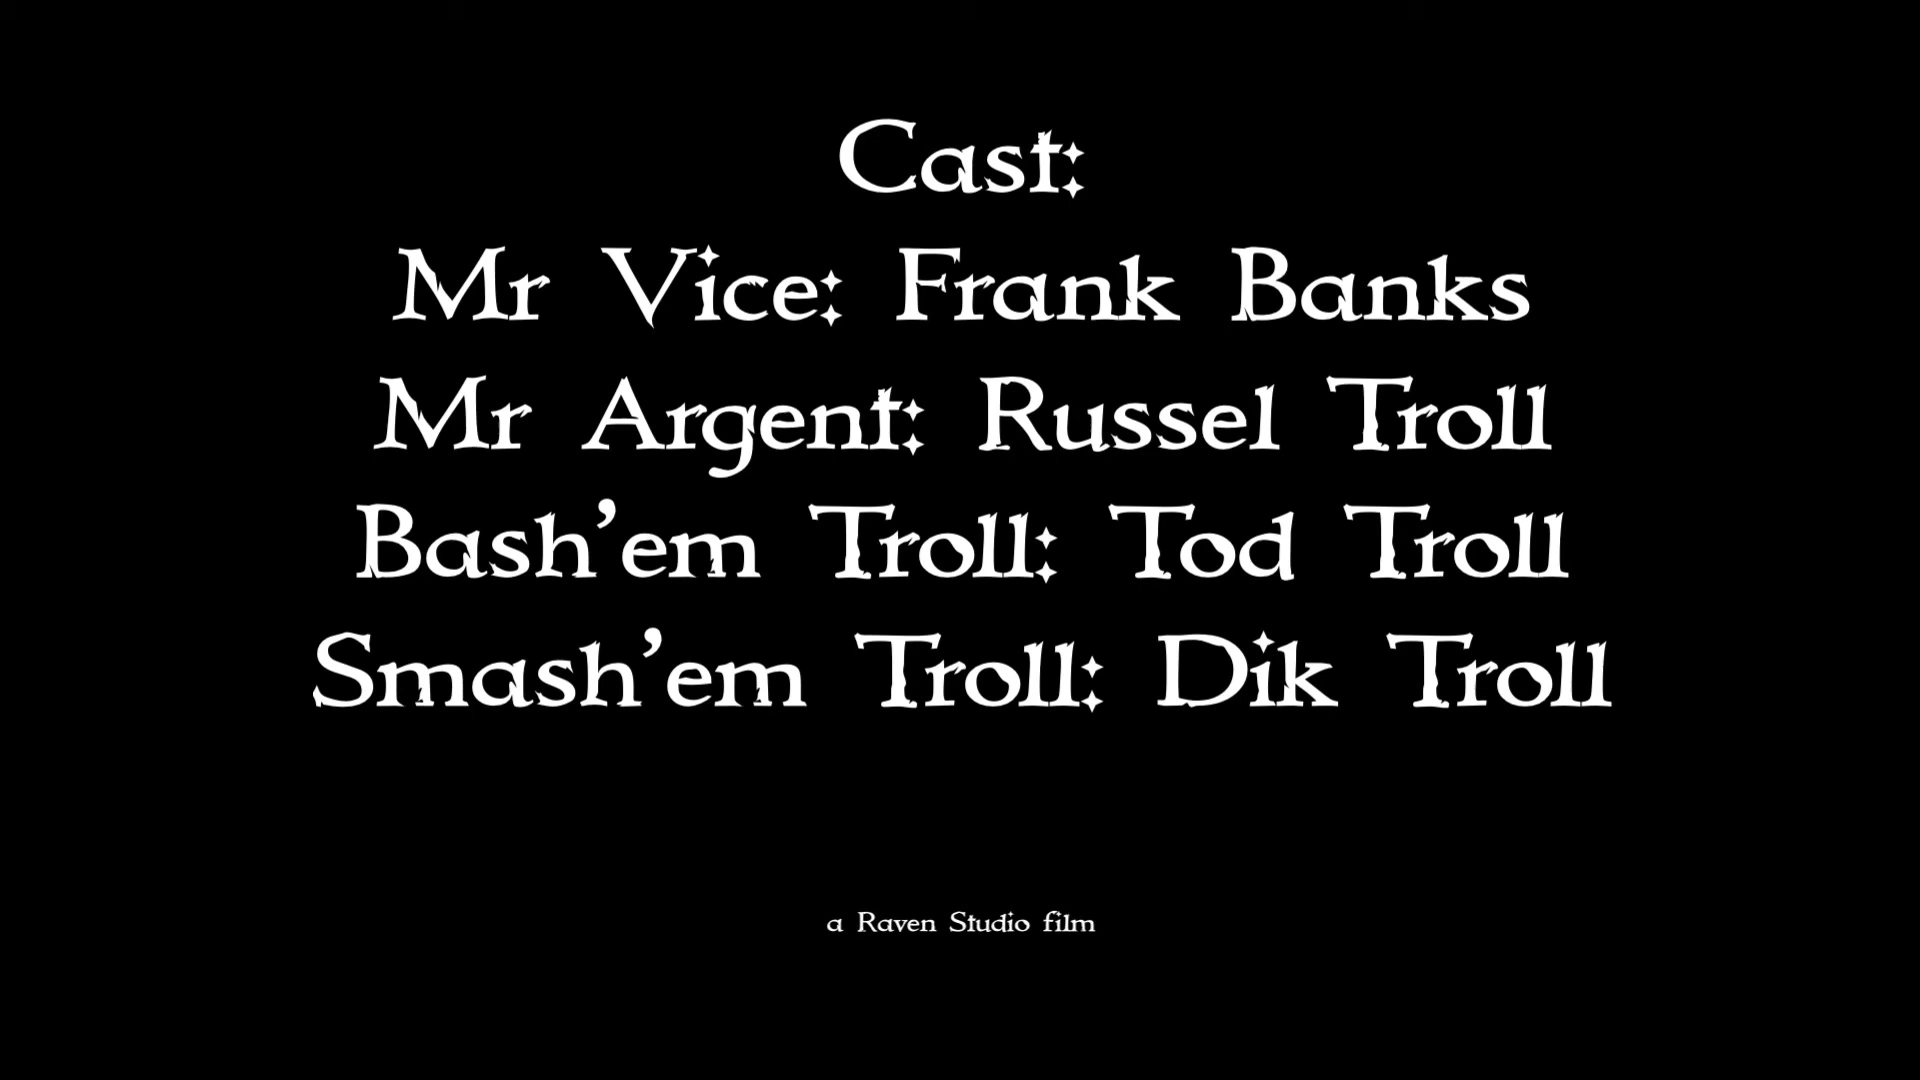 Cast:
Mr Vice: Frank Banks
Mr Argent: Russel Troll
Bash’em Troll: Tod Troll
Smash’em Troll: Dik Troll
a Raven Studio film